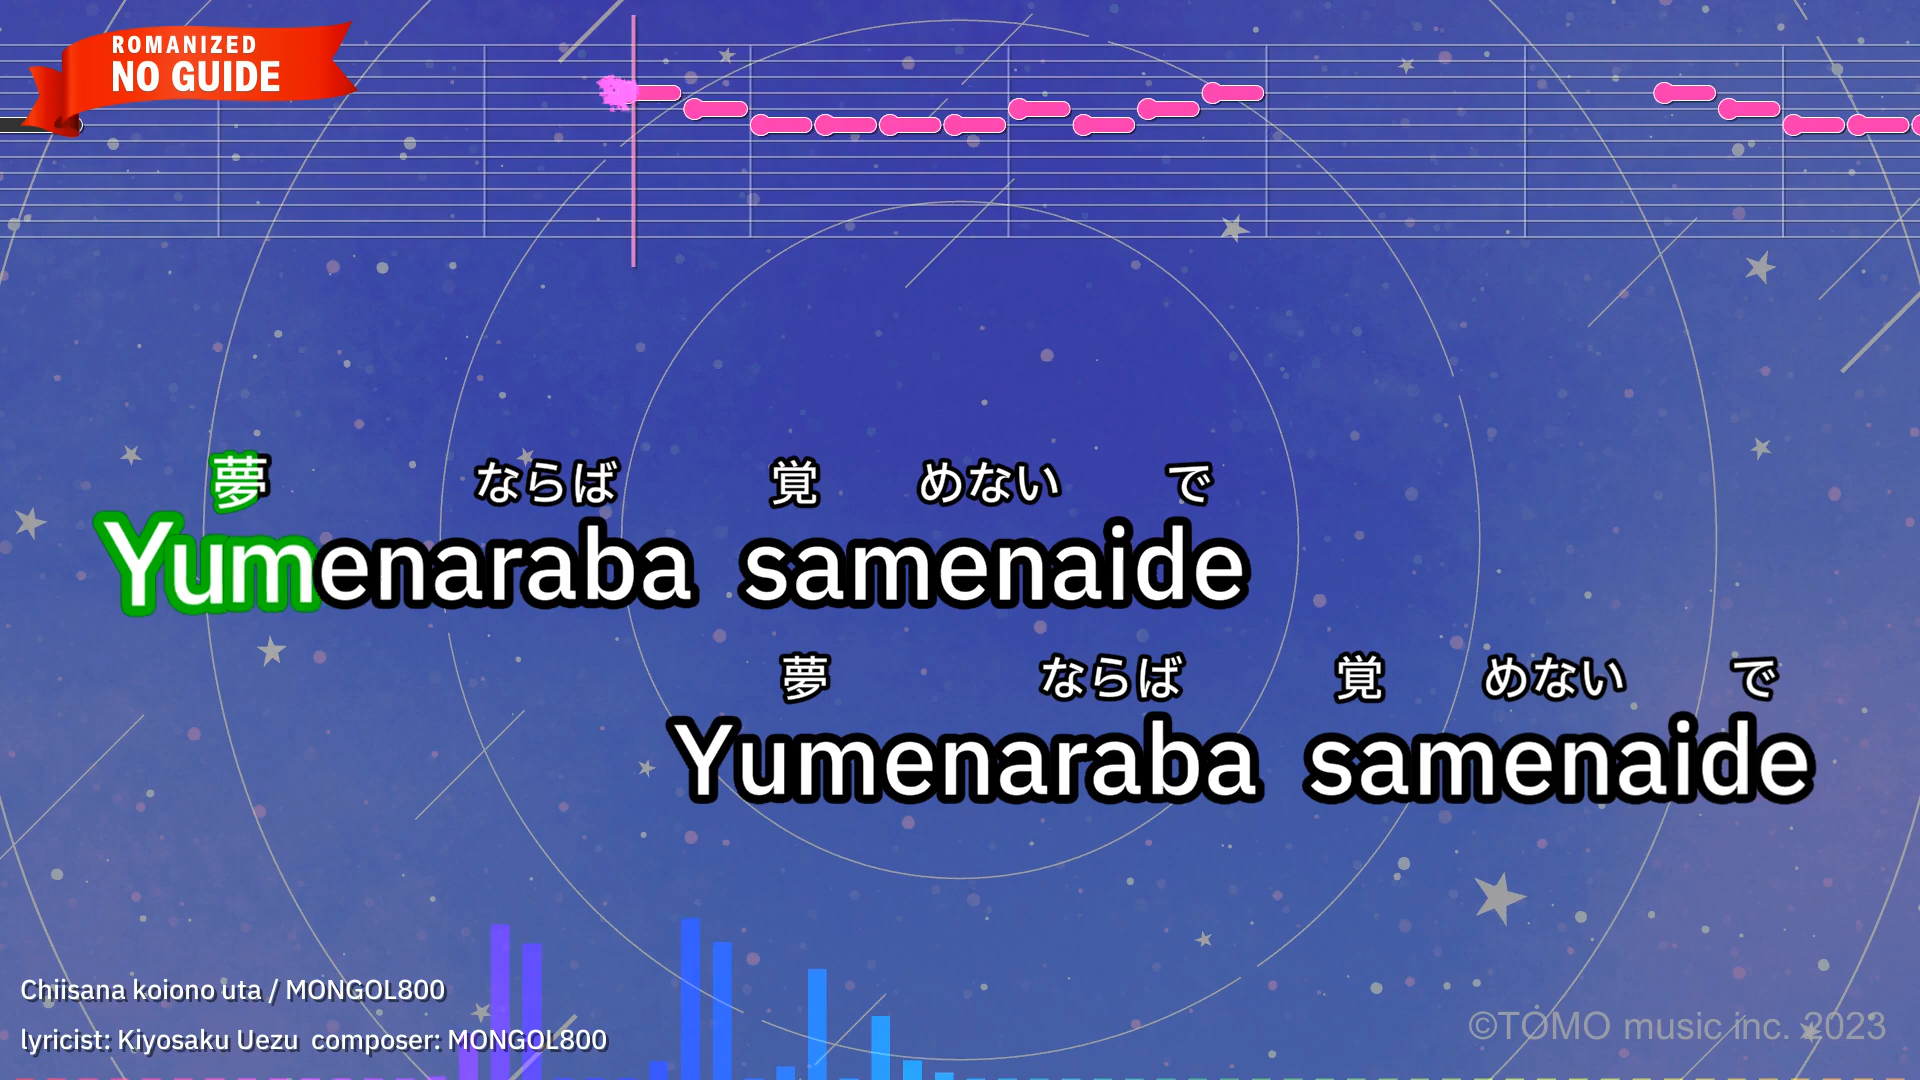 ROMANIZED
NO GUIDE
夢 ならば 覚 めない で
Yumenaraba samenaide
夢 ならば 覚 めない で
Yumenaraba samenaide
Chiisana koiono uta / MONGOL800
lyricist: Kiyosaku Uezu composer: MONGOL800
©TOMO music inc. 2023